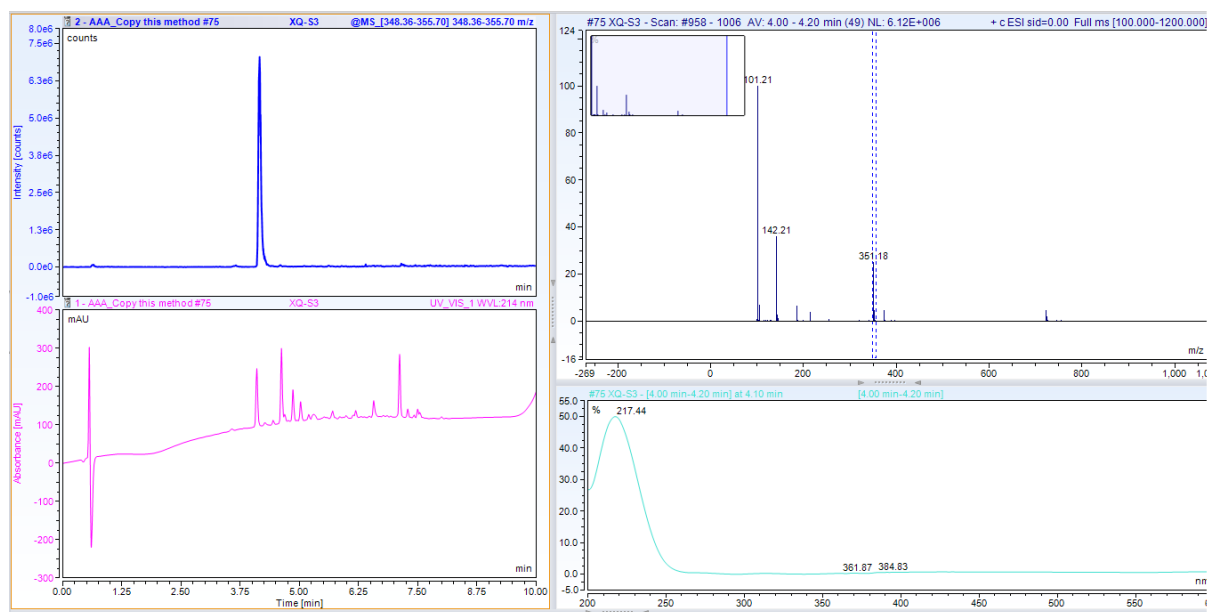 2 - AAA_Copy this method #75 XQ-S3 @MS_[348.36-355.70] 348.36-355.70 m/z
counts
Intensity [counts]
8.0e6
7.5e6
6.3e6
5.0e6
3.8e6
2.5e6
1.3e6
0.0e0
-1.0e6
min
1 - AAA_Copy this method #75 XQ-S3 UV_VIS_1 WVL:214 nm
mAU
Absorbance [mAU]
400
300
200
100
0
-100
-200
-300
min
0.00 1.25 2.50 3.75 5.00 6.25 7.50 8.75 10.00
Time [min]
#75 XQ-S3 - Scan: #958 - 1006 AV: 4.00 - 4.20 min (49) NL: 6.12E+006 + c ESI sid=0.00 Full ms [100.000-1200.000]
124
100
80
60
40
20
0
-16
101.21
142.21
351.18
m/z
-269 -200 0 200 400 600 800 1,000
#75 XQ-S3 - [4.00 min-4.20 min] at 4.10 min [4.00 min-4.20 min]
%
55.0
50.0
40.0
30.0
20.0
10.0
0.0
-5.0
217.44
361.87 384.83
nm
200 250 300 350 400 450 500 550